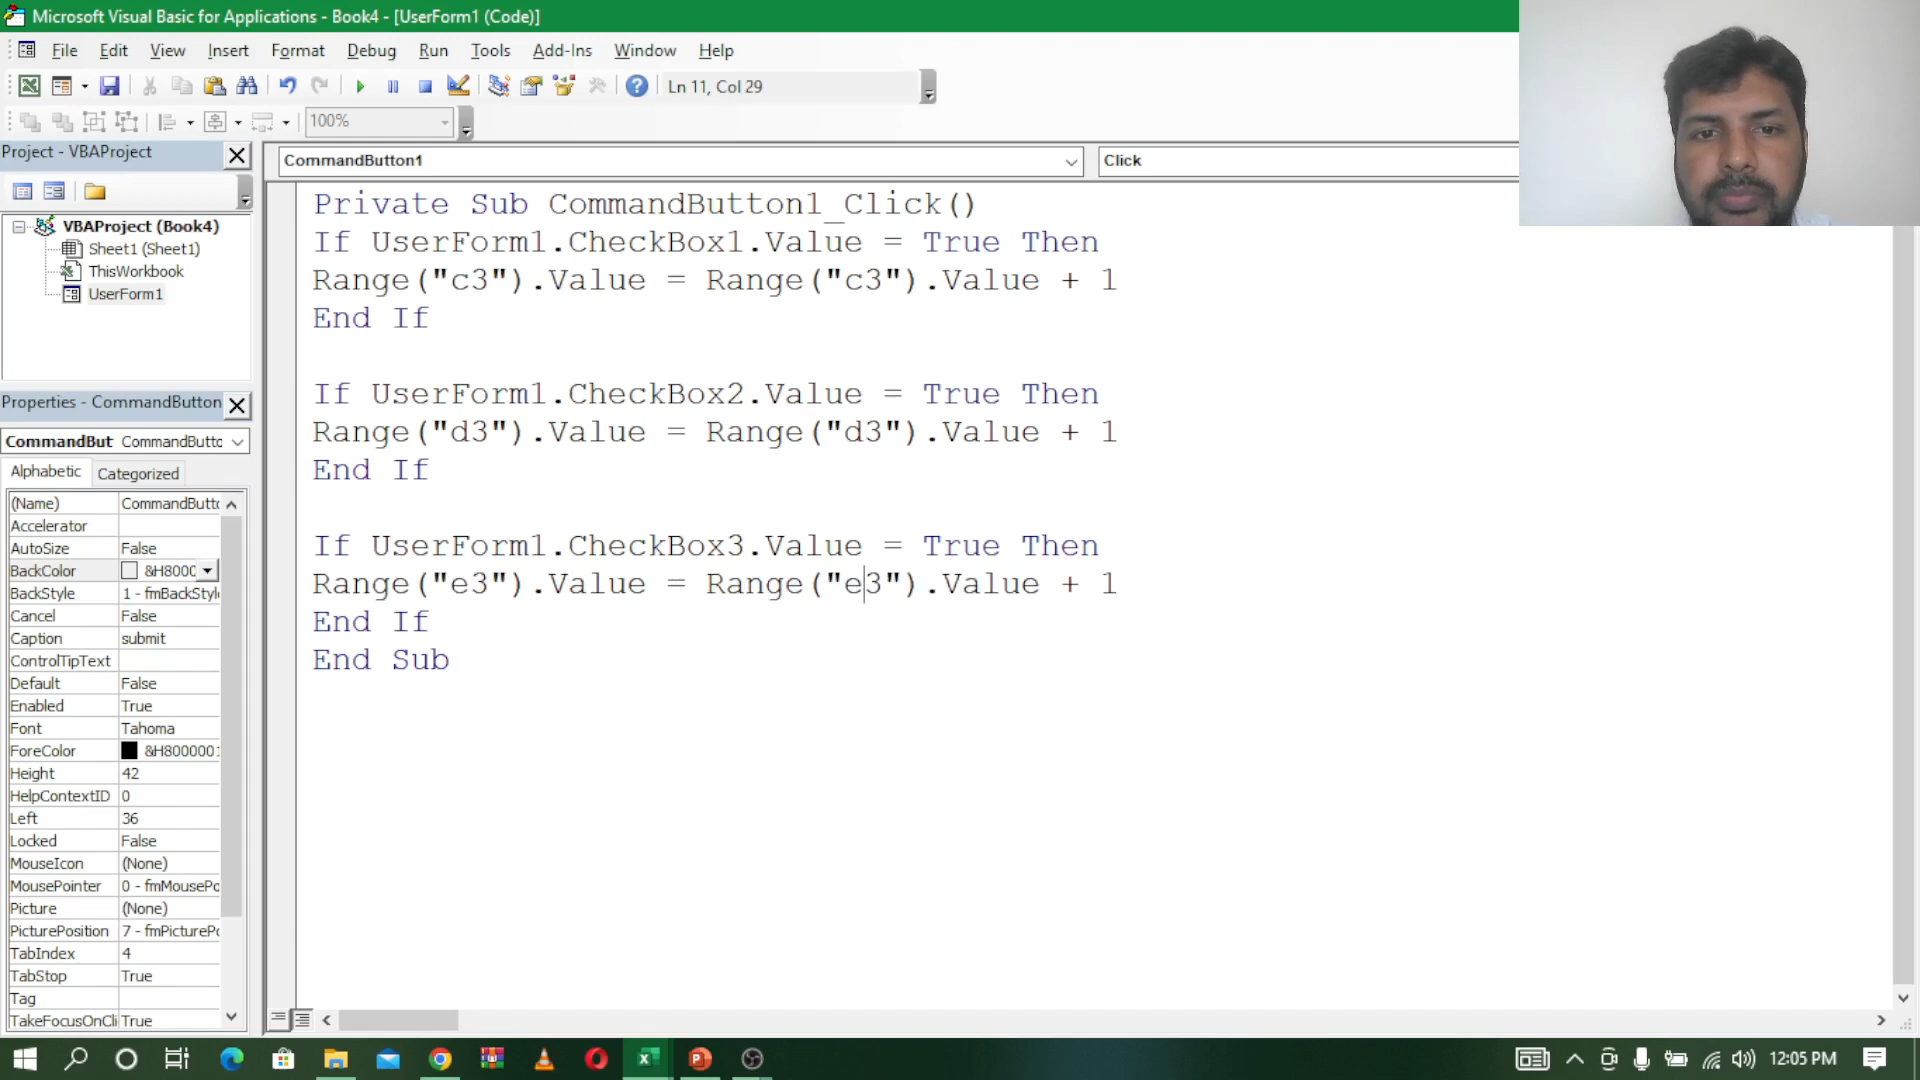 Microsoft Visual Basic for Applications - Book4 - [UserForm1 (Code)]
File Edit View Insert Format Debug Run Tools Add-Ins Window Help
Ln 11, Col 29
100%
Project - VBAProject
CommandButton1 Click
VBAProject (Book4)
Sheet1 (Sheet1)
ThisWorkbook
UserForm1
Properties - CommandButton
CommandBut CommandButto
Alphabetic Categorized
(Name) CommandButto
Accelerator
AutoSize False
BackColor &H8000
BackStyle 1 - fmBackStyl
Cancel False
Caption submit
ControlTipText
Default False
Enabled True
Font Tahoma
ForeColor &H8000001
Height 42
HelpContextID 0
Left 36
Locked False
MouseIcon (None)
MousePointer 0 - fmMousePo
Picture (None)
PicturePosition 7 - fmPicturePo
TabIndex 4
TabStop True
Tag
TakeFocusOnCli True
Private Sub CommandButton1_Click()
If UserForm1.CheckBox1.Value = True Then
Range("c3").Value = Range("c3").Value + 1
End If
If UserForm1.CheckBox2.Value = True Then
Range("d3").Value = Range("d3").Value + 1
End If
If UserForm1.CheckBox3.Value = True Then
Range("e3").Value = Range("e3").Value + 1
End If
End Sub
12:05 PM